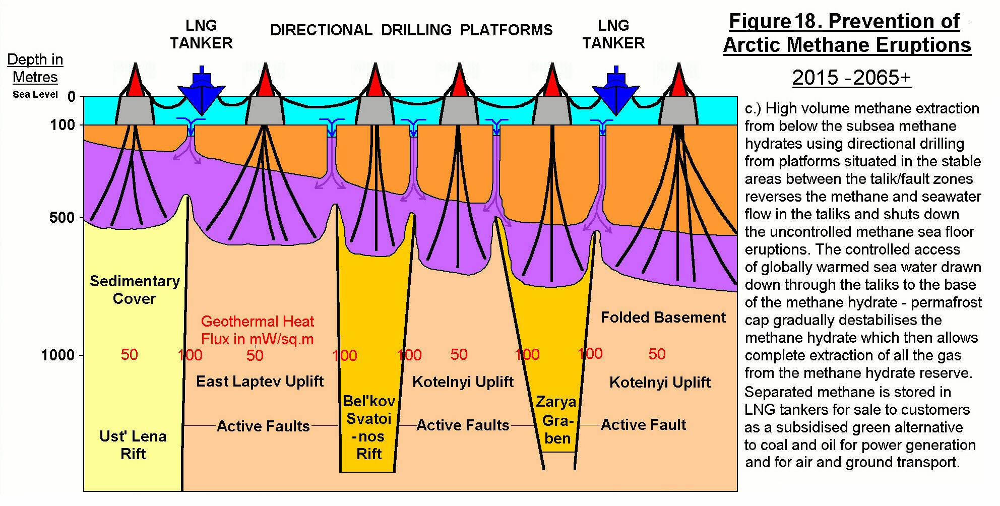 LNG
TANKER
DIRECTIONAL DRILLING PLATFORMS
LNG
TANKER
Figure 18. Prevention of
Arctic Methane Eruptions
2015 -2065+
Depth in
Metres
Sea Level
0
100
500
1000
c.) High volume methane extraction
from below the subsea methane
hydrates using directional drilling
from platforms situated in the stable
areas between the talik/fault zones
reverses the methane and seawater
flow in the taliks and shuts down
the uncontrolled methane sea floor
eruptions. The controlled access
of globally warmed sea water drawn
down through the taliks to the base
of the methane hydrate - permafrost
cap gradually destabilises the
methane hydrate which then allows
complete extraction of all the gas
from the methane hydrate reserve.
Separated methane is stored in
LNG tankers for sale to customers
as a subsidised green alternative
to coal and oil for power generation
and for air and ground transport.
Sedimentary
Cover
Geothermal Heat
Flux in mW/sq.m
Folded Basement
50 100 50 100 100 50 100 100 50
East Laptev Uplift
Kotelnyi Uplift
Kotelnyi Uplift
Bel'kov
Svatoi
-nos
Rift
Zarya
Gra-
ben
Active Faults
Active Faults
Active Fault
Ust' Lena
Rift